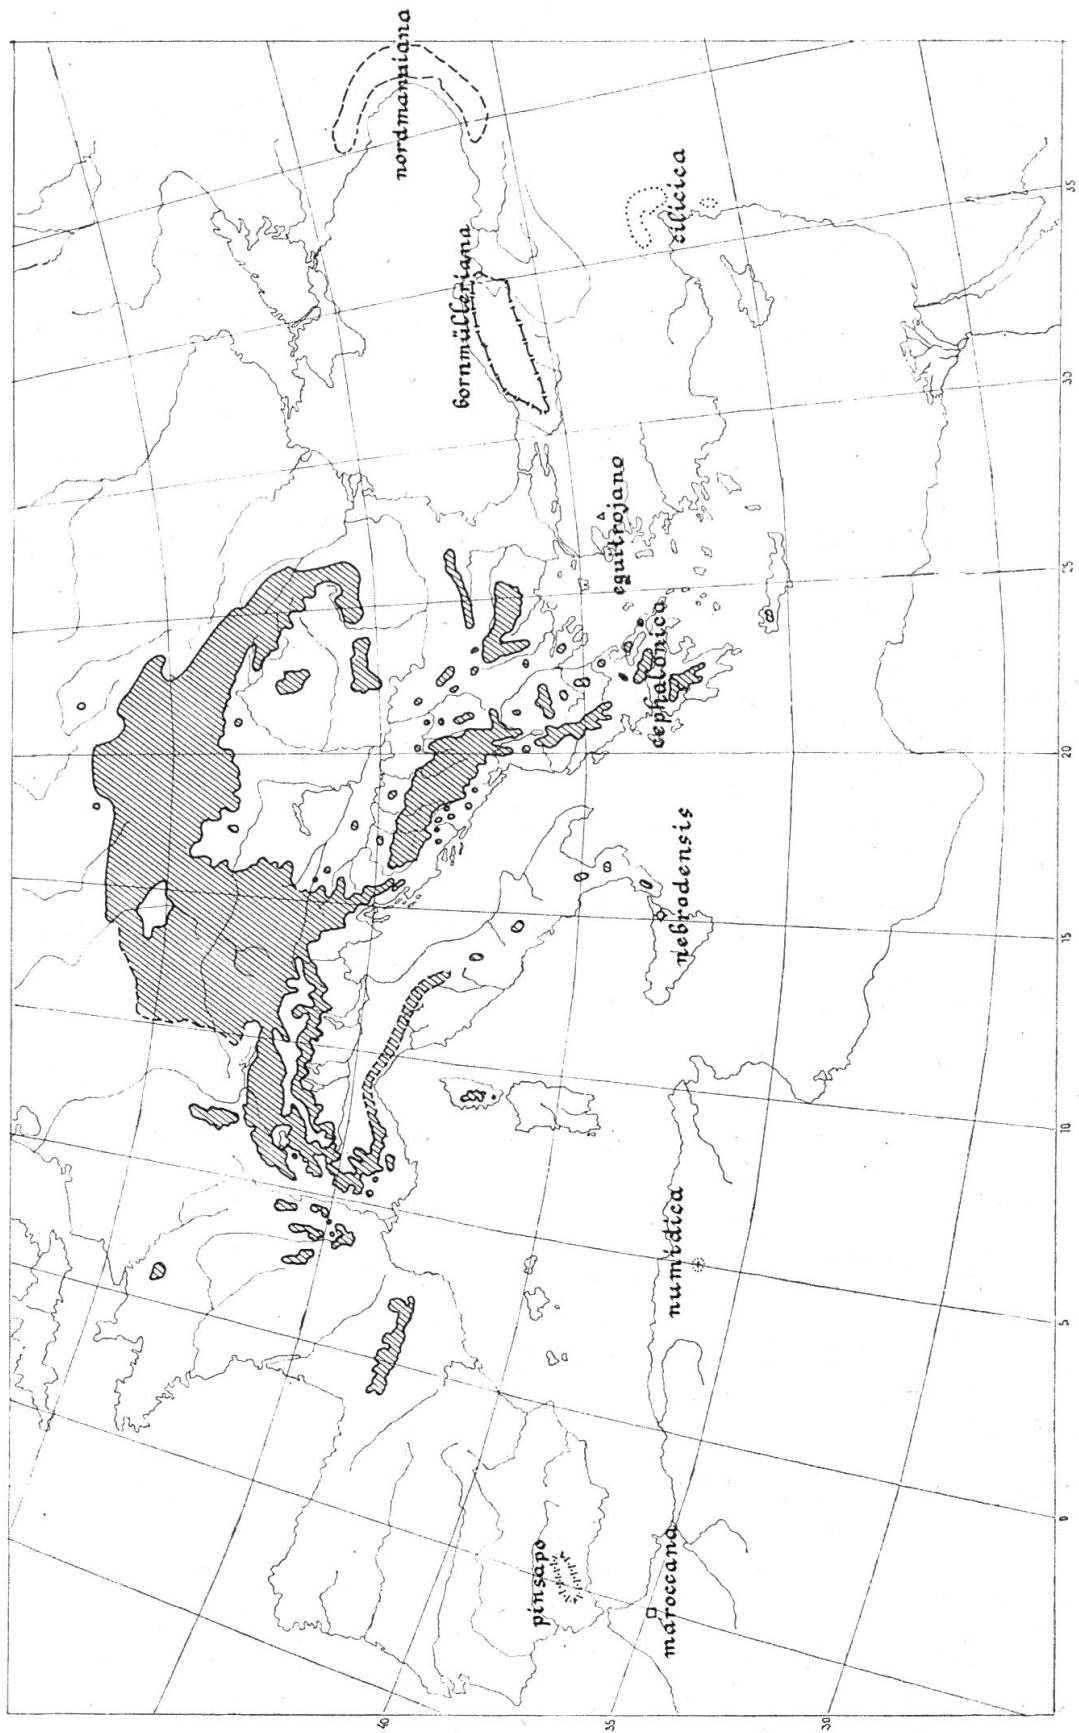 nordmanniana
40
bornmülleriana
pinsapo
35
equitrojano
cephalonica
maroccana
numidica
nebrodensis
cilicica
30
0
5
10
15
20
25
30
35